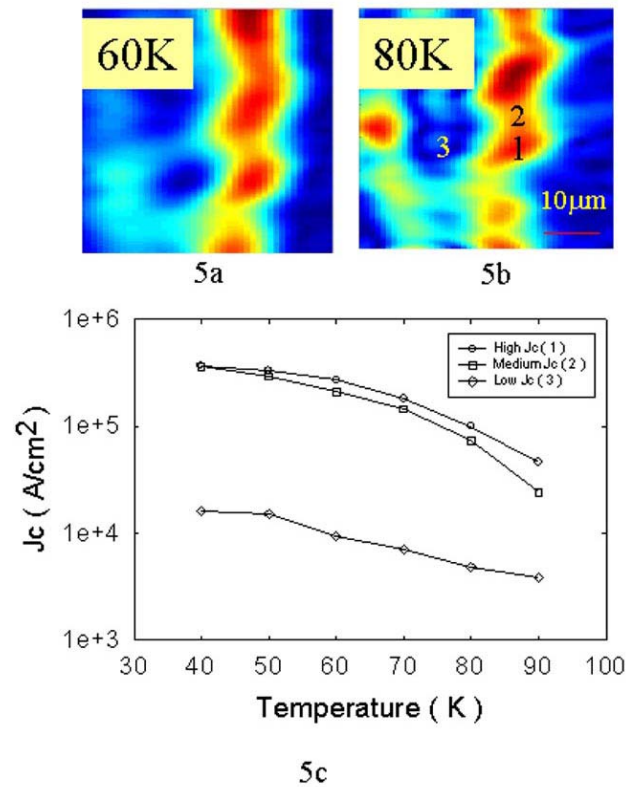 60K
80K
2
3
1
10µm
5a
5b
1e+6
High Jc ( 1 )
Medium Jc ( 2 )
Low Jc ( 3 )
1e+5
1e+4
1e+3
Jc ( A/cm2 )
30 40 50 60 70 80 90 100
Temperature ( K )
5c